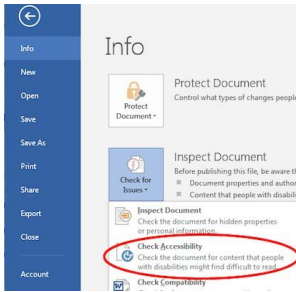 Info
New
Open
Save
Save As
Print
Share
Export
Close
Account
Info
Protect Document
Control what types of changes people
Protect
Document
Inspect Document
Before publishing this file, be aware th
Document properties and author
Content that people with disabili
Check for
Issues
Inspect Document
Check the document for hidden properties
or personal information.
Check Accessibility
Check the document for content that people
with disabilities might find difficult to read.
Check Compatibility